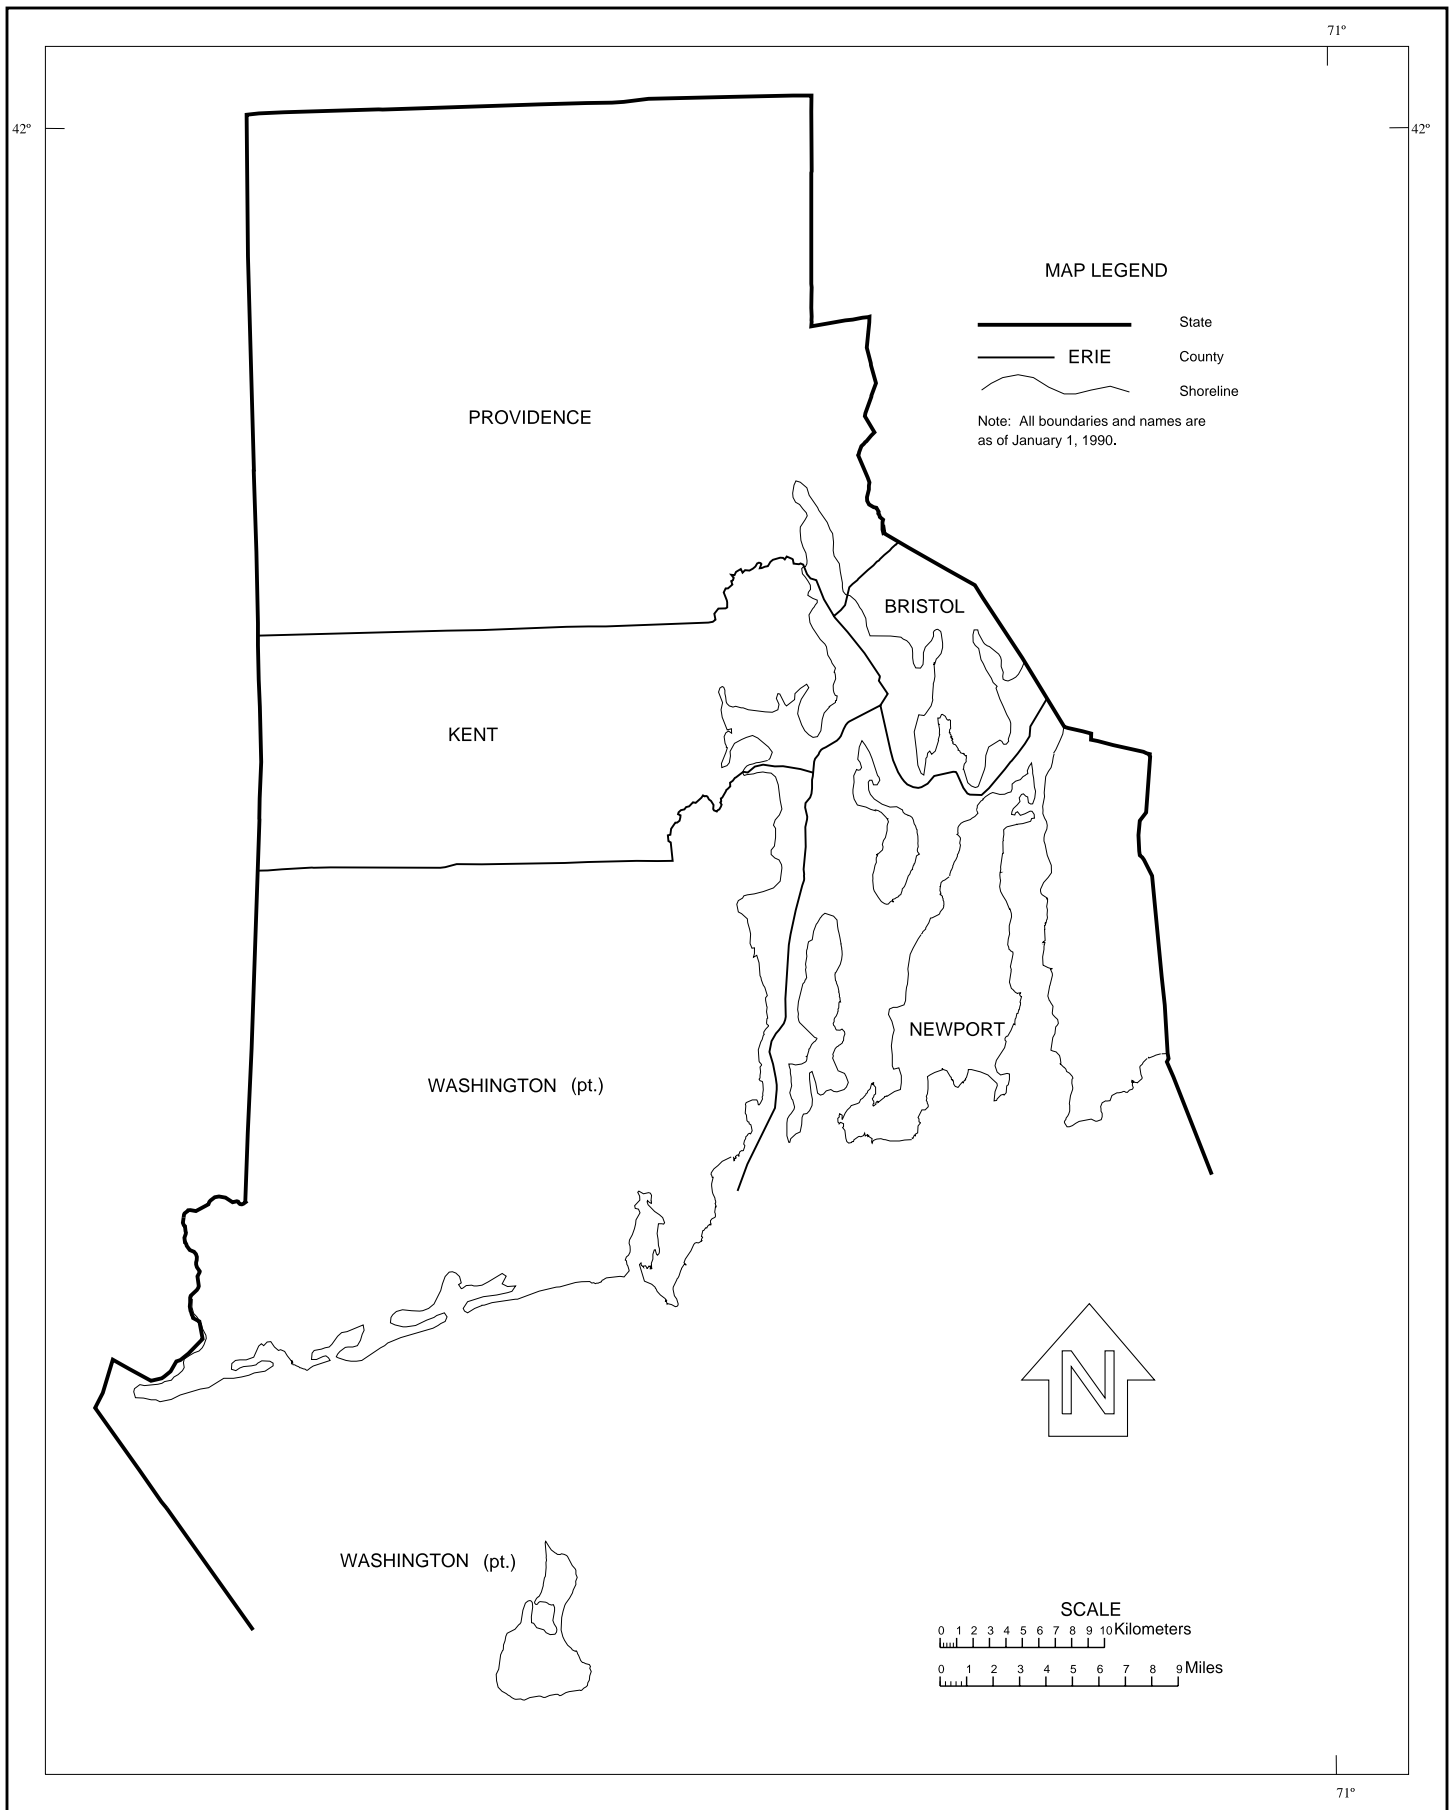 71°
42°
42°
MAP LEGEND
State
ERIE County
Shoreline
Note: All boundaries and names are
as of January 1, 1990.
PROVIDENCE
BRISTOL
KENT
NEWPORT
WASHINGTON (pt.)
N
WASHINGTON (pt.)
SCALE
0 1 2 3 4 5 6 7 8 9 10 Kilometers
0 1 2 3 4 5 6 7 8 9 Miles
71°